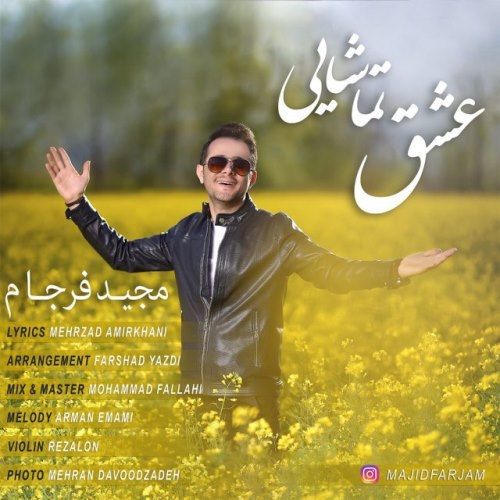 عشق تماشایی
مجید فرجام
LYRICS MEHRZAD AMIRKHANI
ARRANGEMENT FARSHAD YAZDI
MIX & MASTER MOHAMMAD FALLAHI
MELODY ARMAN EMAMI
VIOLIN REZALON
PHOTO MEHRAN DAVOODZADEH
MAJIDFARJAM